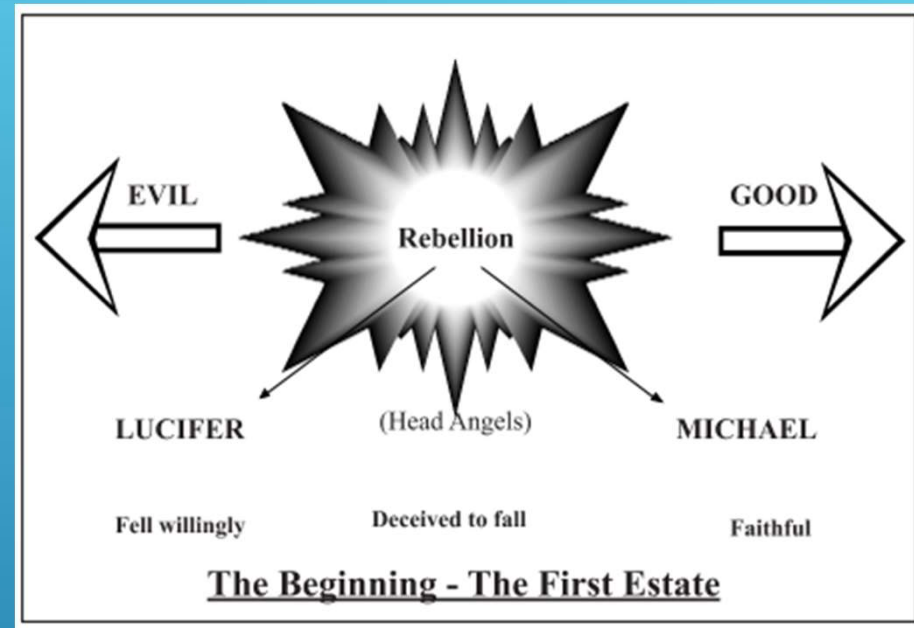 EVIL
GOOD
Rebellion
LUCIFER
(Head Angels)
MICHAEL
Fell willingly
Deceived to fall
Faithful
The Beginning - The First Estate